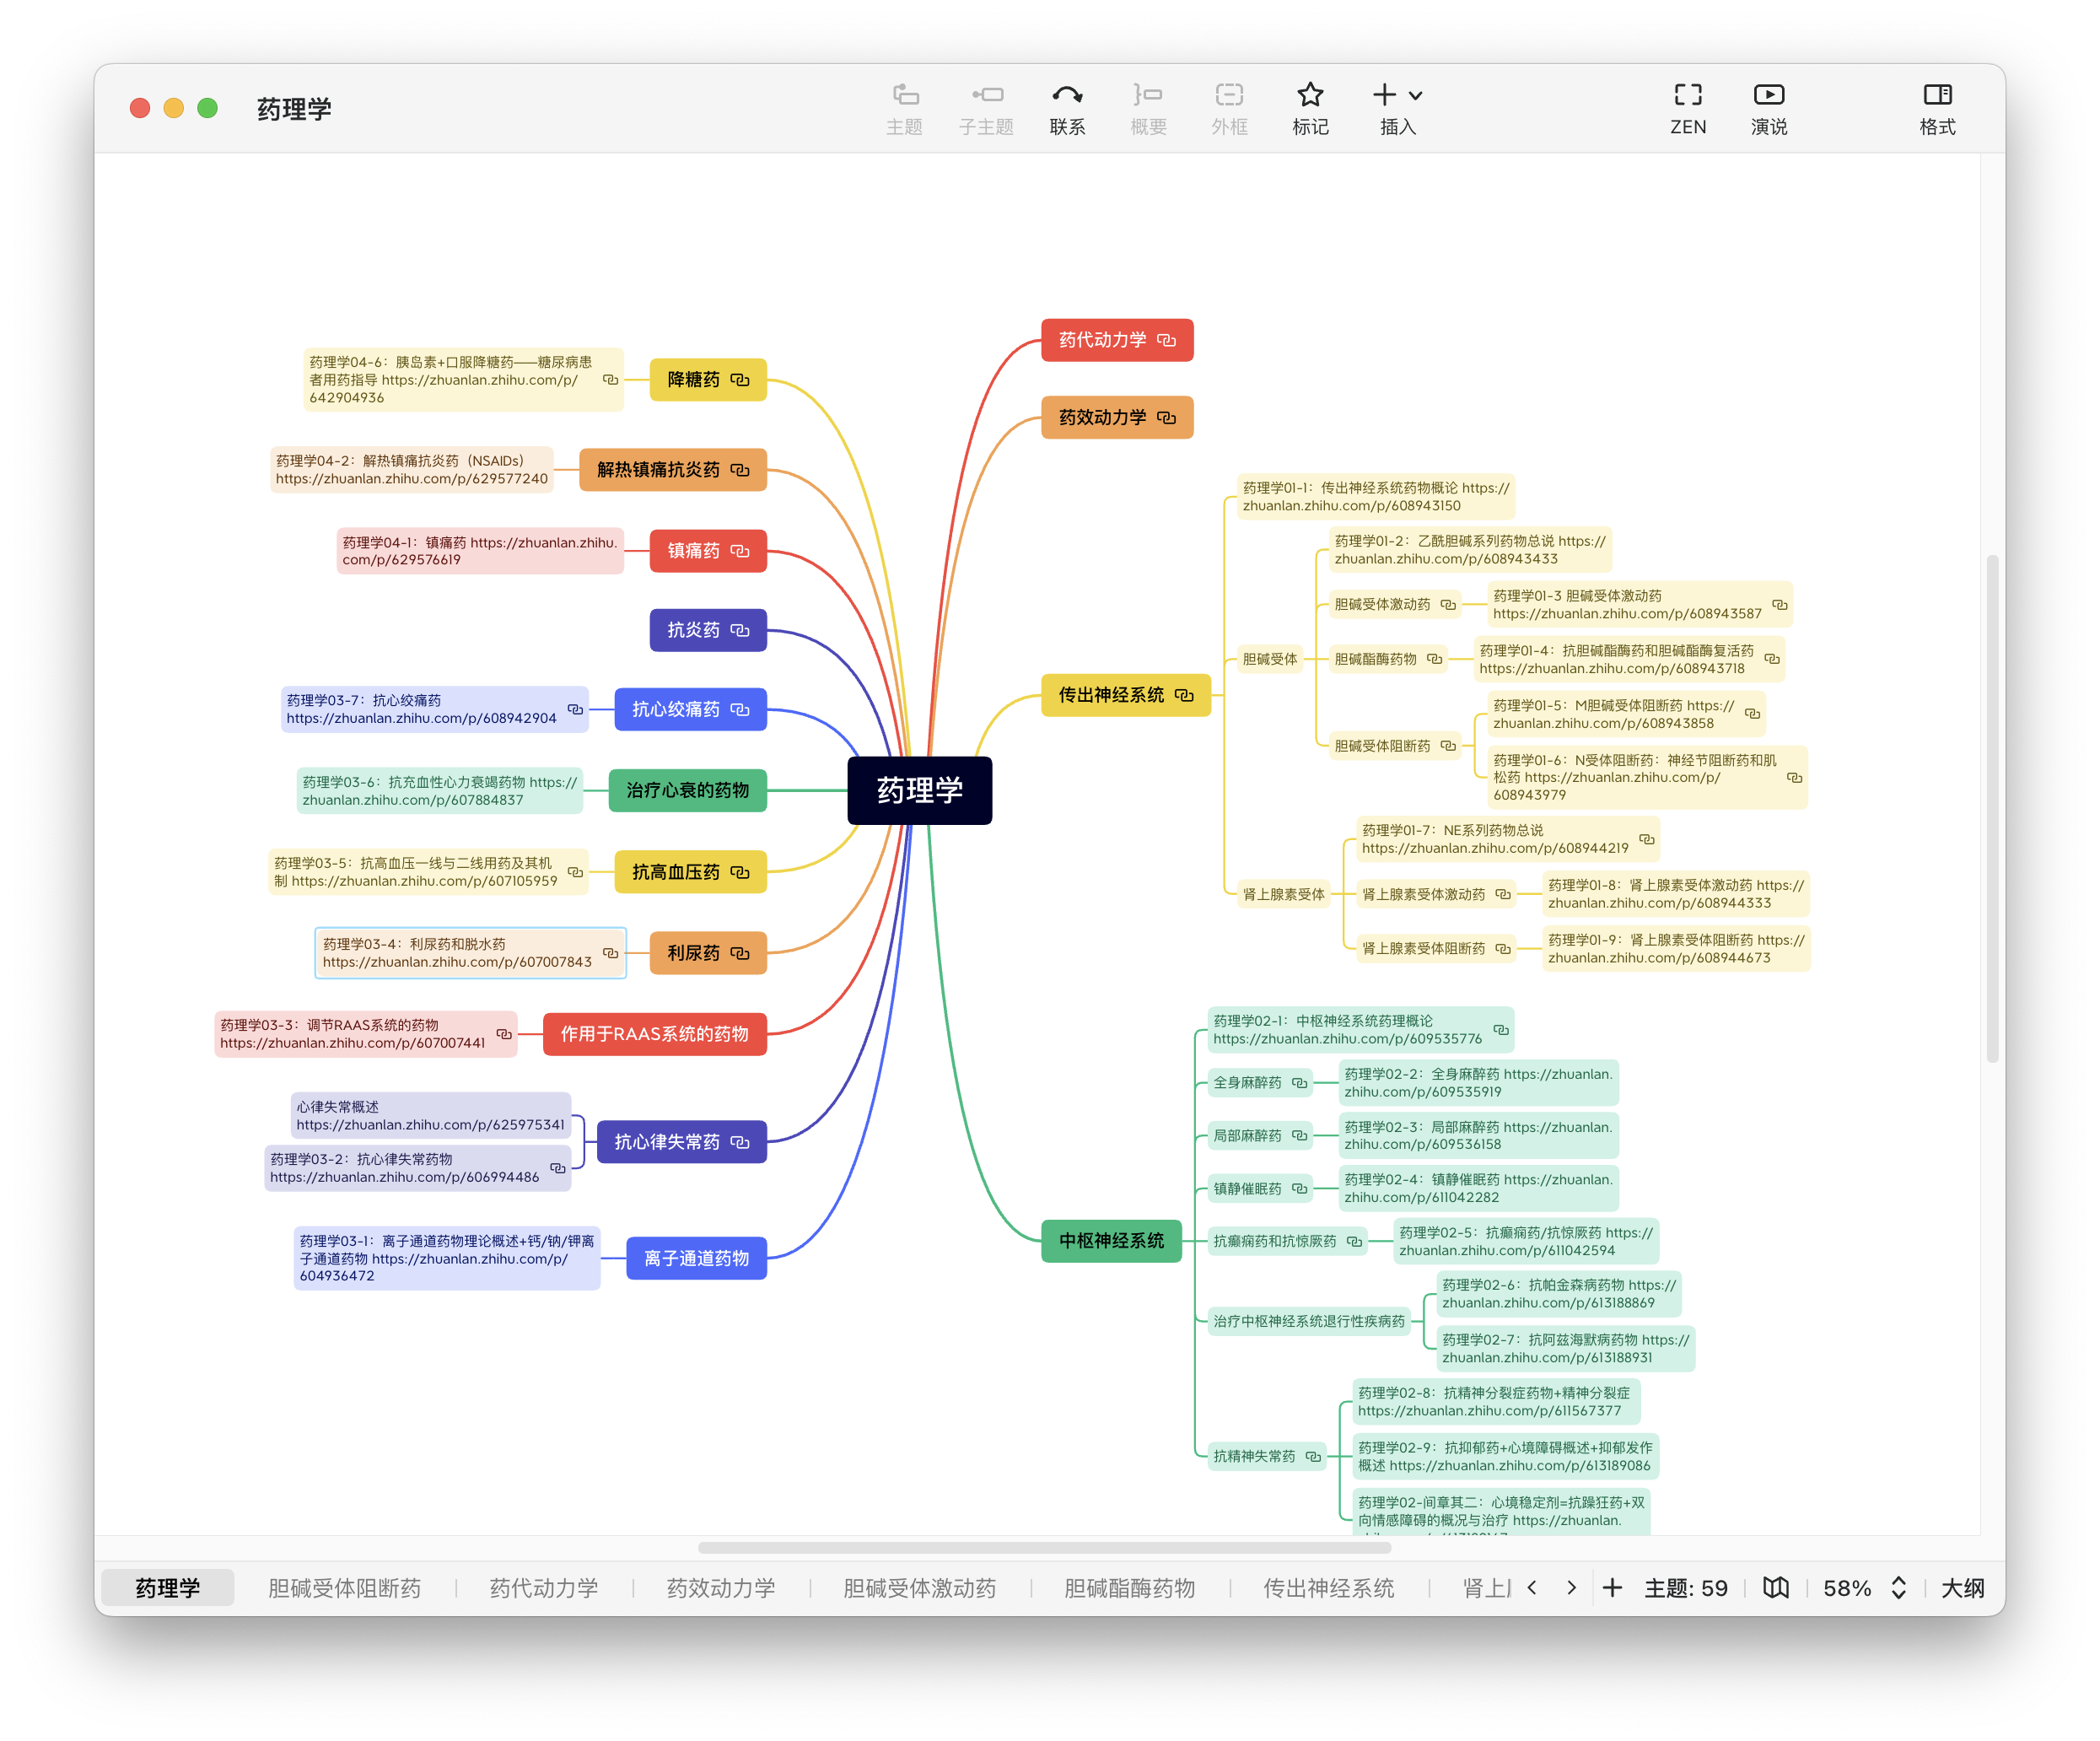 药理学
主题
子主题
联系
概要
外框
标记
插入
ZEN
演说
格式
药理学
药代动力学
药效动力学
传出神经系统
药理学01-1：传出神经系统药物概论 https://
zhuanlan.zhihu.com/p/608943150
胆碱受体
药理学01-2：乙酰胆碱系列药物总说 https://
zhuanlan.zhihu.com/p/608943433
胆碱受体激动药
药理学01-3 胆碱受体激动药
https://zhuanlan.zhihu.com/p/608943587
胆碱酯酶药物
药理学01-4：抗胆碱酯酶药和胆碱酯酶复活药
https://zhuanlan.zhihu.com/p/608943718
胆碱受体阻断药
药理学01-5：M胆碱受体阻断药 https://
zhuanlan.zhihu.com/p/608943858
药理学01-6：N受体阻断药：神经节阻断药和肌
松药 https://zhuanlan.zhihu.com/p/
608943979
肾上腺素受体
药理学01-7：NE系列药物总说
https://zhuanlan.zhihu.com/p/608944219
肾上腺素受体激动药
药理学01-8：肾上腺素受体激动药 https://
zhuanlan.zhihu.com/p/608944333
肾上腺素受体阻断药
药理学01-9：肾上腺素受体阻断药 https://
zhuanlan.zhihu.com/p/608944673
中枢神经系统
药理学02-1：中枢神经系统药理概论
https://zhuanlan.zhihu.com/p/609535776
全身麻醉药
药理学02-2：全身麻醉药 https://zhuanlan.
zhihu.com/p/609535919
局部麻醉药
药理学02-3：局部麻醉药 https://zhuanlan.
zhihu.com/p/609536158
镇静催眠药
药理学02-4：镇静催眠药 https://zhuanlan.
zhihu.com/p/611042282
抗癫痫药和抗惊厥药
药理学02-5：抗癫痫药/抗惊厥药 https://
zhuanlan.zhihu.com/p/611042594
治疗中枢神经系统退行性疾病药
药理学02-6：抗帕金森病药物 https://
zhuanlan.zhihu.com/p/613188869
药理学02-7：抗阿兹海默病药物 https://
zhuanlan.zhihu.com/p/613188931
抗精神失常药
药理学02-8：抗精神分裂症药物+精神分裂症
https://zhuanlan.zhihu.com/p/611567377
药理学02-9：抗抑郁药+心境障碍概述+抑郁发作
概述 https://zhuanlan.zhihu.com/p/613189086
药理学02-间章其二：心境稳定剂=抗躁狂药+双
向情感障碍的概况与治疗 https://zhuanlan.
降糖药
药理学04-6：胰岛素+口服降糖药——糖尿病患
者用药指导 https://zhuanlan.zhihu.com/p/
642904936
解热镇痛抗炎药
药理学04-2：解热镇痛抗炎药（NSAIDs）
https://zhuanlan.zhihu.com/p/629577240
镇痛药
药理学04-1：镇痛药 https://zhuanlan.zhihu.
com/p/629576619
抗炎药
抗心绞痛药
药理学03-7：抗心绞痛药
https://zhuanlan.zhihu.com/p/608942904
治疗心衰的药物
药理学03-6：抗充血性心力衰竭药物 https://
zhuanlan.zhihu.com/p/607884837
抗高血压药
药理学03-5：抗高血压一线与二线用药及其机
制 https://zhuanlan.zhihu.com/p/607105959
利尿药
药理学03-4：利尿药和脱水药
https://zhuanlan.zhihu.com/p/607007843
作用于RAAS系统的药物
药理学03-3：调节RAAS系统的药物
https://zhuanlan.zhihu.com/p/607007441
抗心律失常药
心律失常概述
https://zhuanlan.zhihu.com/p/625975341
药理学03-2：抗心律失常药物
https://zhuanlan.zhihu.com/p/606994486
离子通道药物
药理学03-1：离子通道药物理论概述+钙/钠/钾离
子通道药物 https://zhuanlan.zhihu.com/p/
604936472
药理学
胆碱受体阻断药
药代动力学
药效动力学
胆碱受体激动药
胆碱酯酶药物
传出神经系统
肾上
主题: 59
58%
大纲